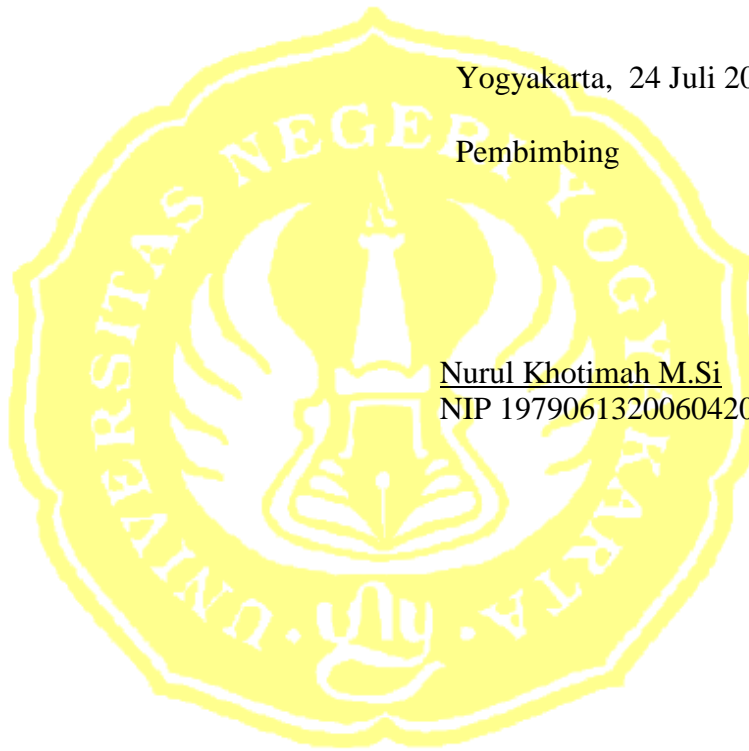 Yogyakarta, 24 Juli 20
Pembimbing
Nurul Khotimah M.Si
NIP 1979061320060420
UNIVERSITAS NEGERI YOGYAKARTA
uny